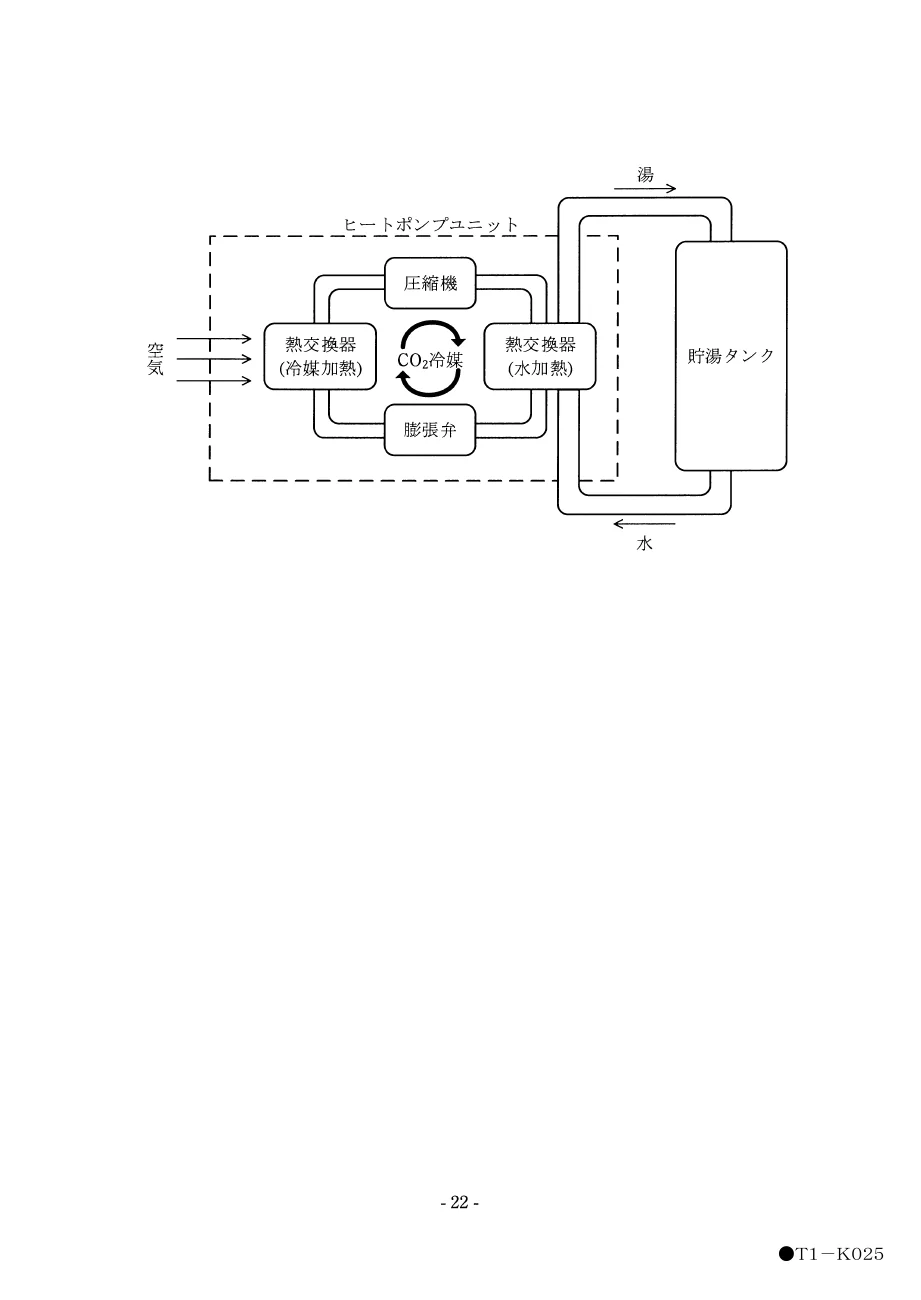 湯
ヒートポンプユニット
圧縮機
空気
熱交換器
(冷媒加熱)
CO₂冷媒
熱交換器
(水加熱)
貯湯タンク
膨張弁
水
- 22 -
●T1－K025